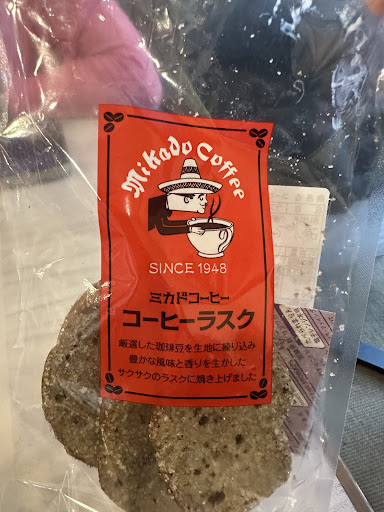 Mikado Coffee
SINCE 1948
ミカドコーヒー
コーヒーラスク
厳選した珈琲豆を生地に練り込み
豊かな風味と香りを生かした
サクサクのラスクに焼き上げました